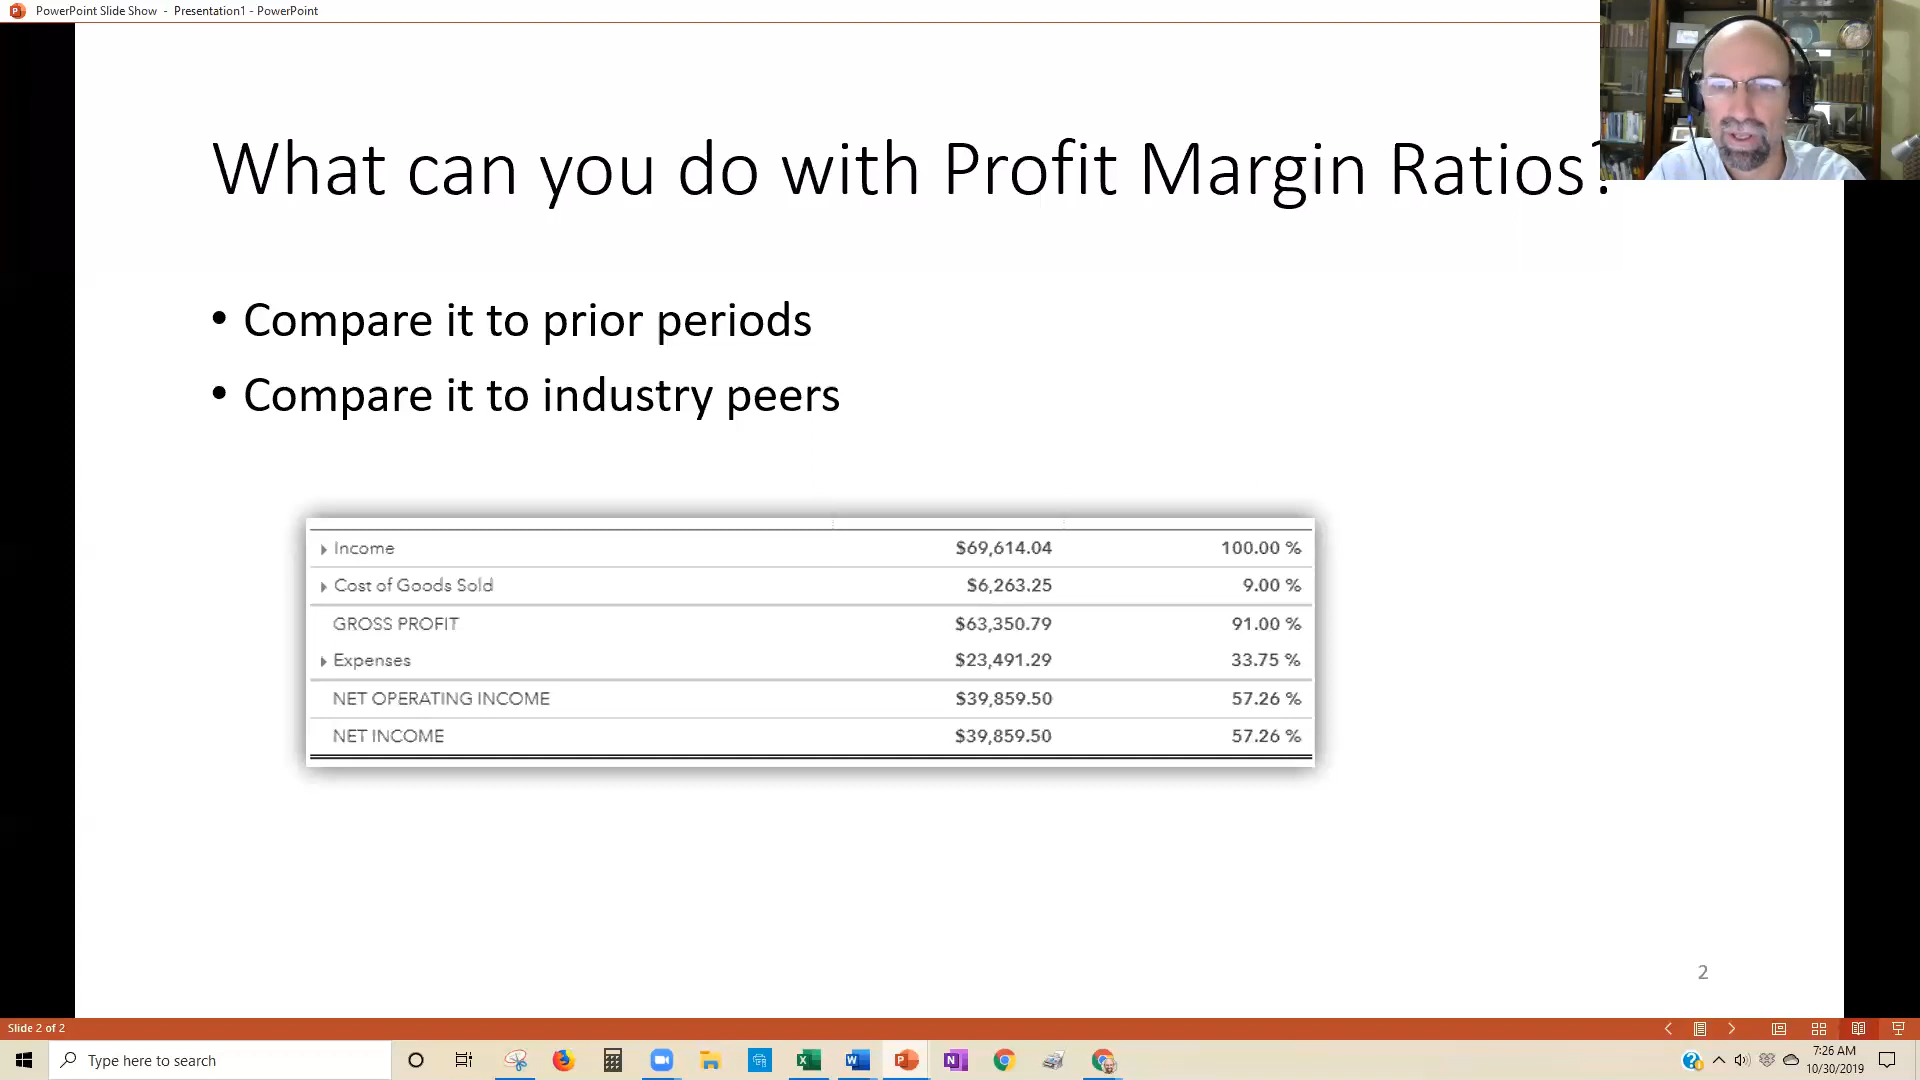 PowerPoint Slide Show - Presentation1 - PowerPoint
What can you do with Profit Margin Ratios?
• Compare it to prior periods
• Compare it to industry peers
Income $69,614.04 100.00 %
Cost of Goods Sold $6,263.25 9.00 %
GROSS PROFIT $63,350.79 91.00 %
Expenses $23,491.29 33.75 %
NET OPERATING INCOME $39,859.50 57.26 %
NET INCOME $39,859.50 57.26 %
2
Slide 2 of 2
Type here to search
7:26 AM
10/30/2019